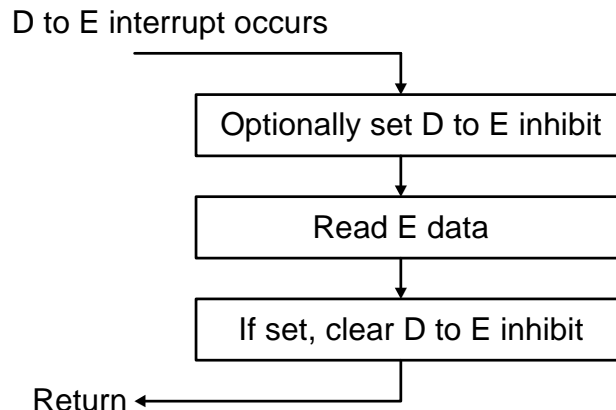 D to E interrupt occurs
Optionally set D to E inhibit
Read E data
If set, clear D to E inhibit
Return